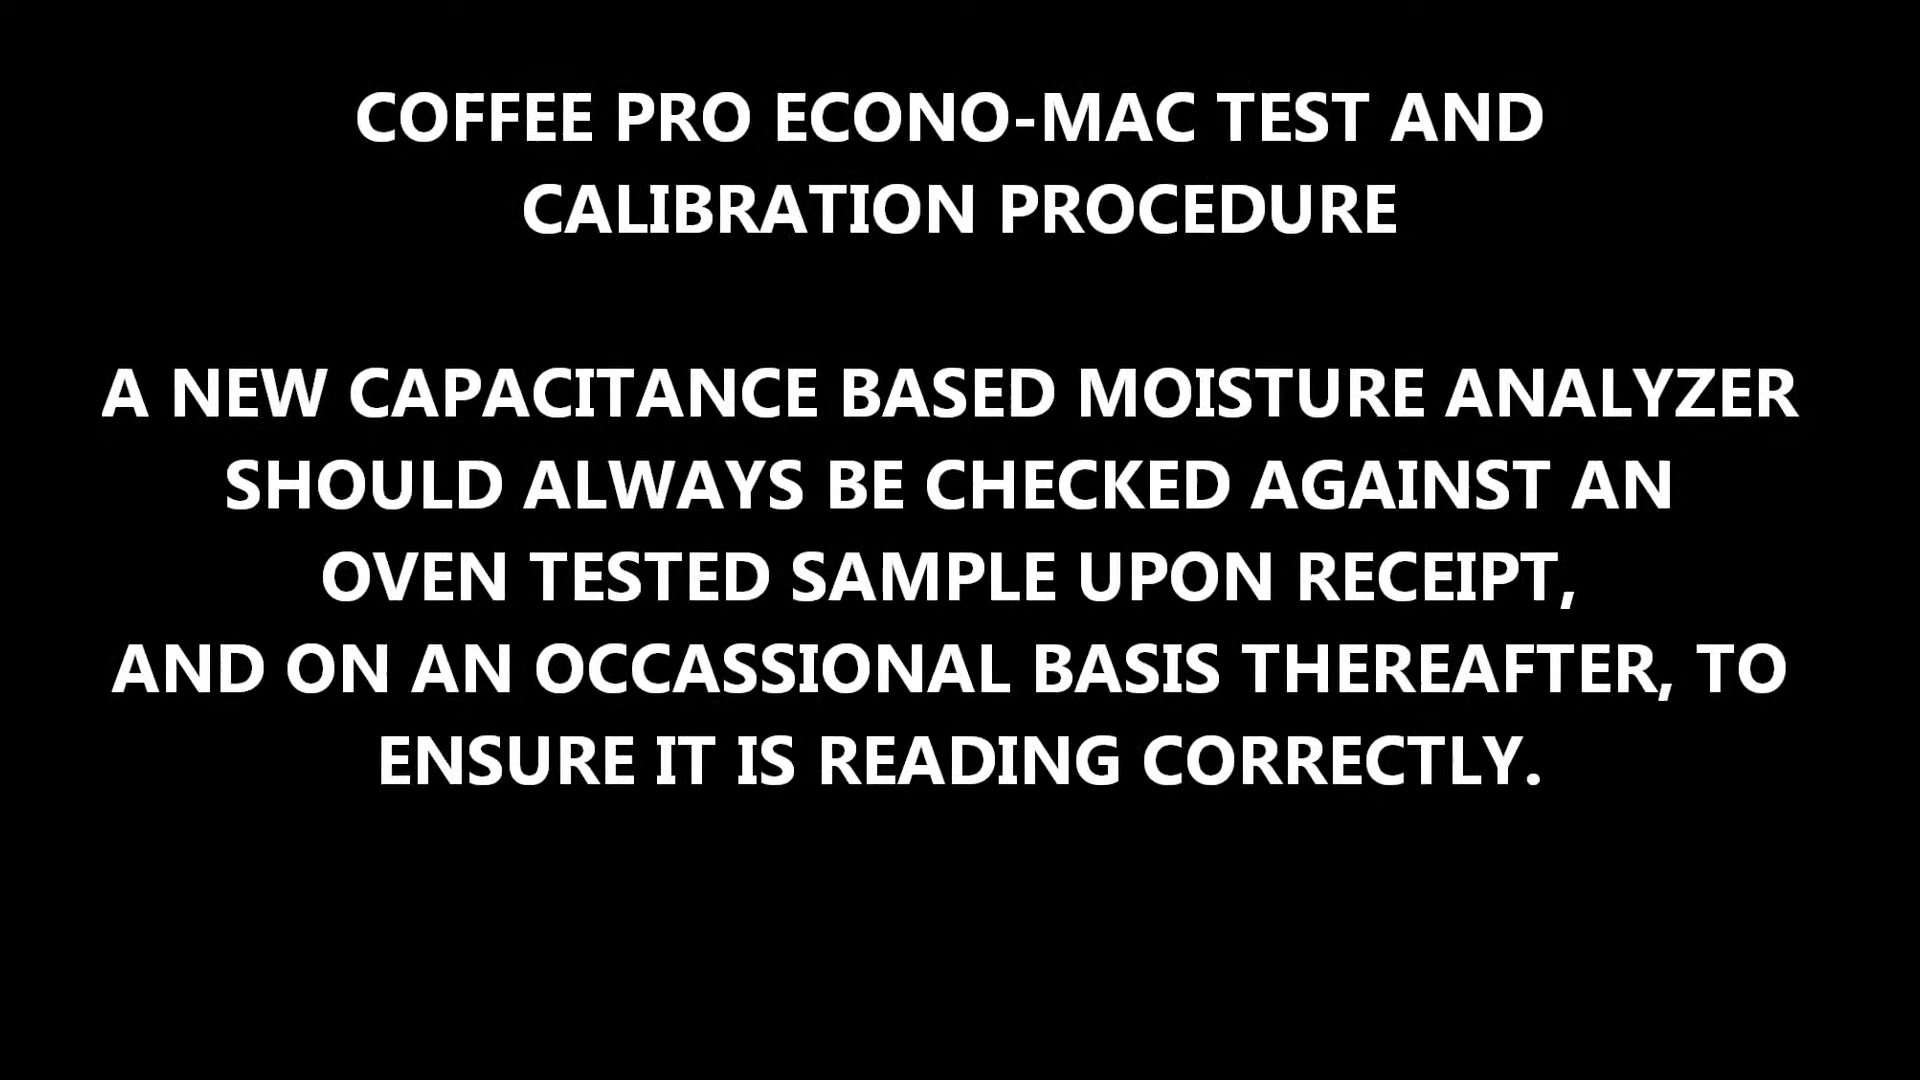 COFFEE PRO ECONO-MAC TEST AND
CALIBRATION PROCEDURE
A NEW CAPACITANCE BASED MOISTURE ANALYZER
SHOULD ALWAYS BE CHECKED AGAINST AN
OVEN TESTED SAMPLE UPON RECEIPT,
AND ON AN OCCASSIONAL BASIS THEREAFTER, TO
ENSURE IT IS READING CORRECTLY.